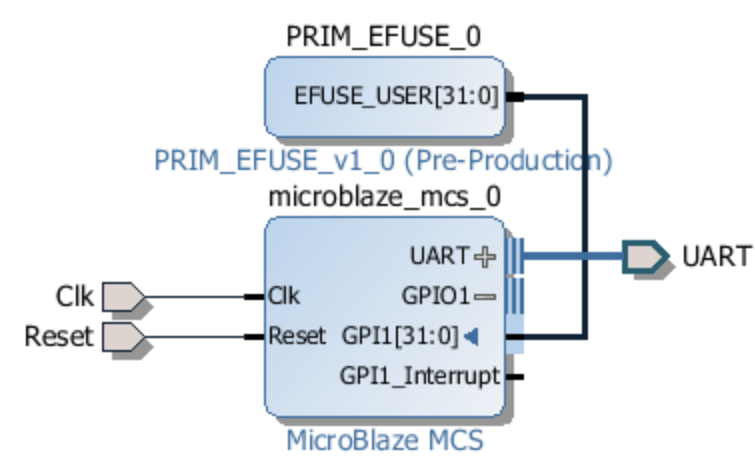 PRIM_EFUSE_0
EFUSE_USER[31:0]
PRIM_EFUSE_v1_0 (Pre-Production)
microblaze_mcs_0
UART
UART
Clk
Clk
GPIO1
Reset
Reset
GPI1[31:0]
GPI1_Interrupt
MicroBlaze MCS